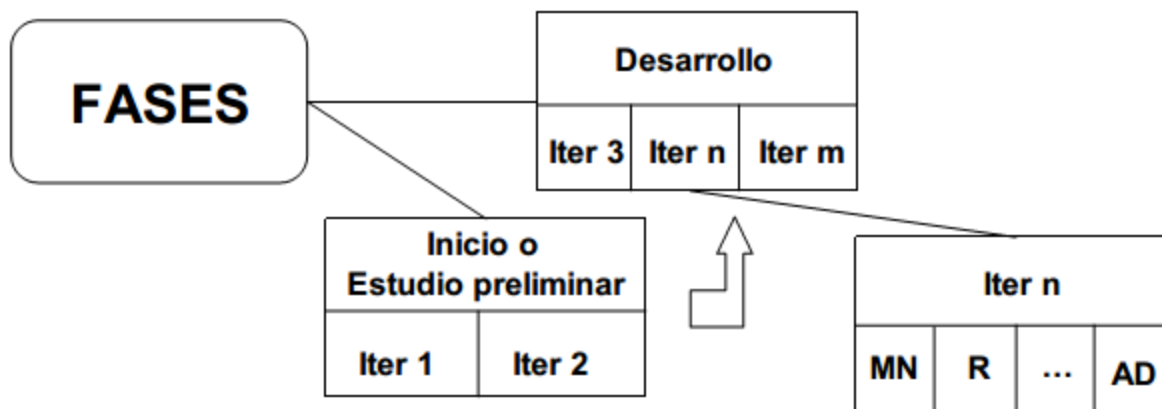 FASES
Desarrollo
Iter 3 Iter n Iter m
Inicio o
Estudio preliminar
Iter 1 Iter 2
Iter n
MN R ... AD